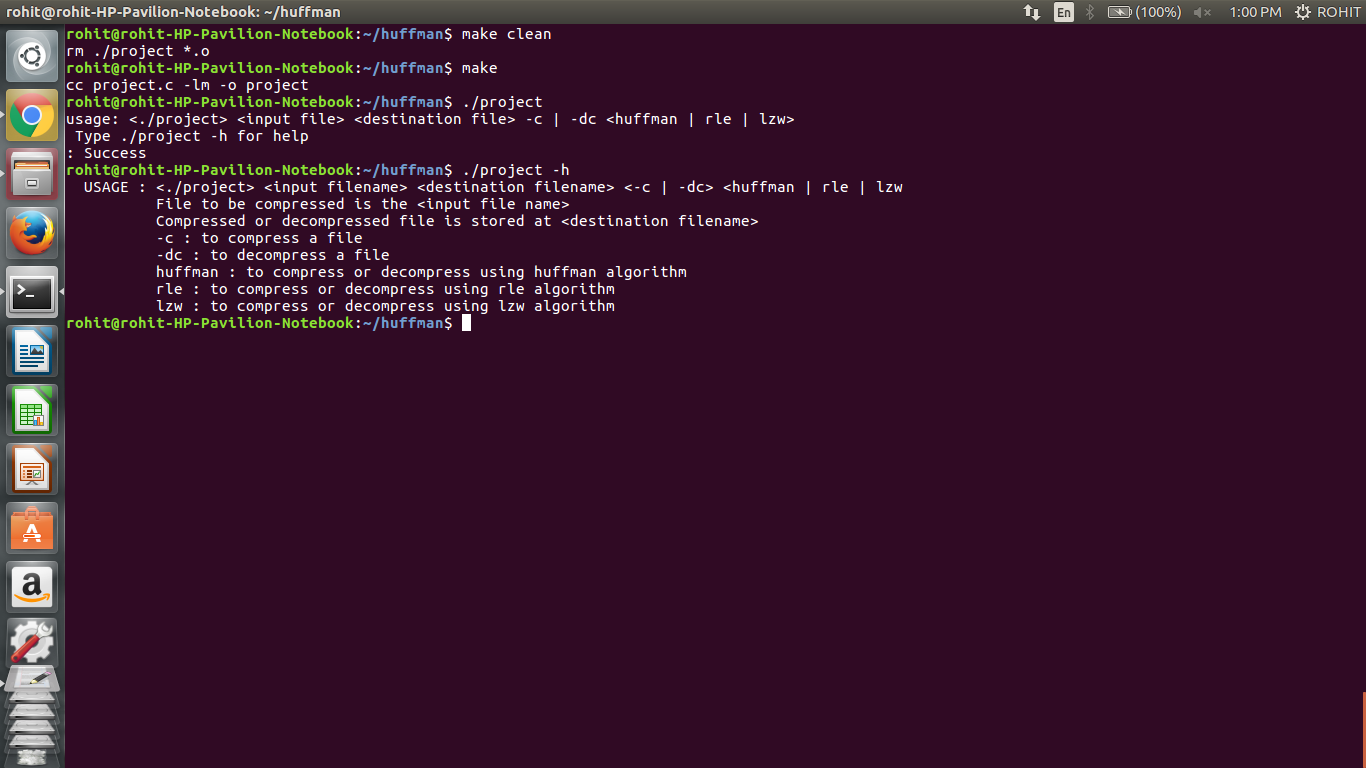 rohit@rohit-HP-Pavilion-Notebook: ~/huffman En (100%) 1:00 PM ROHIT
rohit@rohit-HP-Pavilion-Notebook:~/huffman$ make clean
rm ./project *.o
rohit@rohit-HP-Pavilion-Notebook:~/huffman$ make
cc project.c -lm -o project
rohit@rohit-HP-Pavilion-Notebook:~/huffman$ ./project
usage: <./project> <input file> <destination file> -c | -dc <huffman | rle | lzw>
 Type ./project -h for help
: Success
rohit@rohit-HP-Pavilion-Notebook:~/huffman$ ./project -h
  USAGE : <./project> <input filename> <destination filename> <-c | -dc> <huffman | rle | lzw
          File to be compressed is the <input file name>
          Compressed or decompressed file is stored at <destination filename>
          -c : to compress a file
          -dc : to decompress a file
          huffman : to compress or decompress using huffman algorithm
          rle : to compress or decompress using rle algorithm
          lzw : to compress or decompress using lzw algorithm
rohit@rohit-HP-Pavilion-Notebook:~/huffman$
>_
A
a